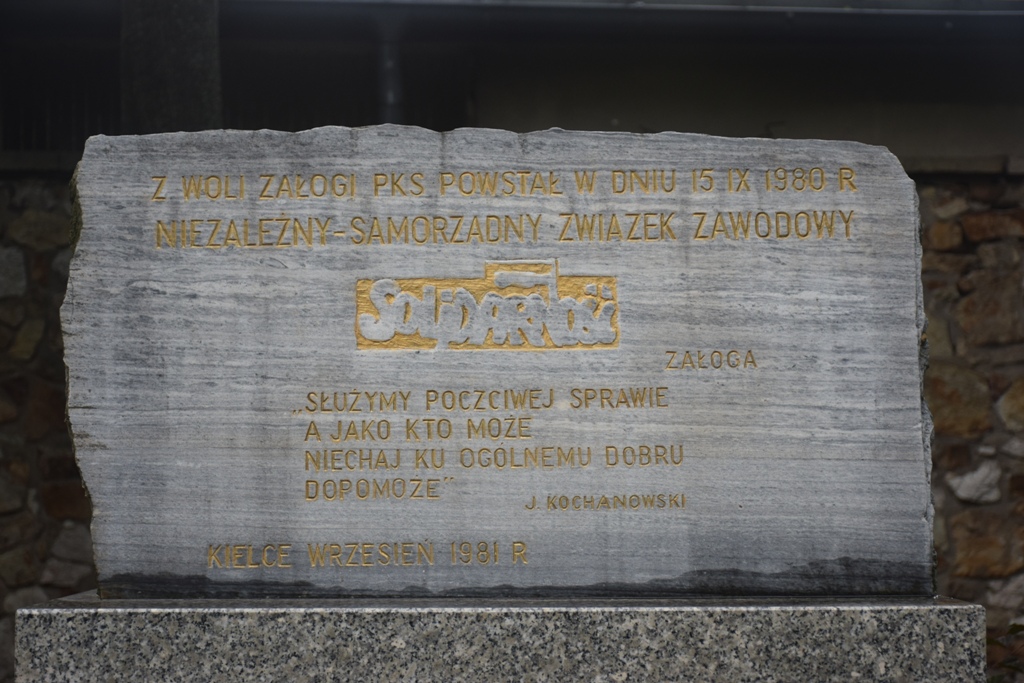 Z WOLI ZAŁOGI PKS POWSTAŁ W DNIU 15 IX 1980 R
NIEZALEŻNY-SAMORZADNY ZWIAZEK ZAWODOWY
SOLIDARNOŚĆ
ZAŁOGA
„SŁUŻYMY POCZCIWEJ SPRAWIE
A JAKO KTO MOŻE
NIECHAJ KU OGÓLNEMU DOBRU
DOPOMOŻE"
J. KOCHANOWSKI
KIELCE WRZESIEŃ 1981 R